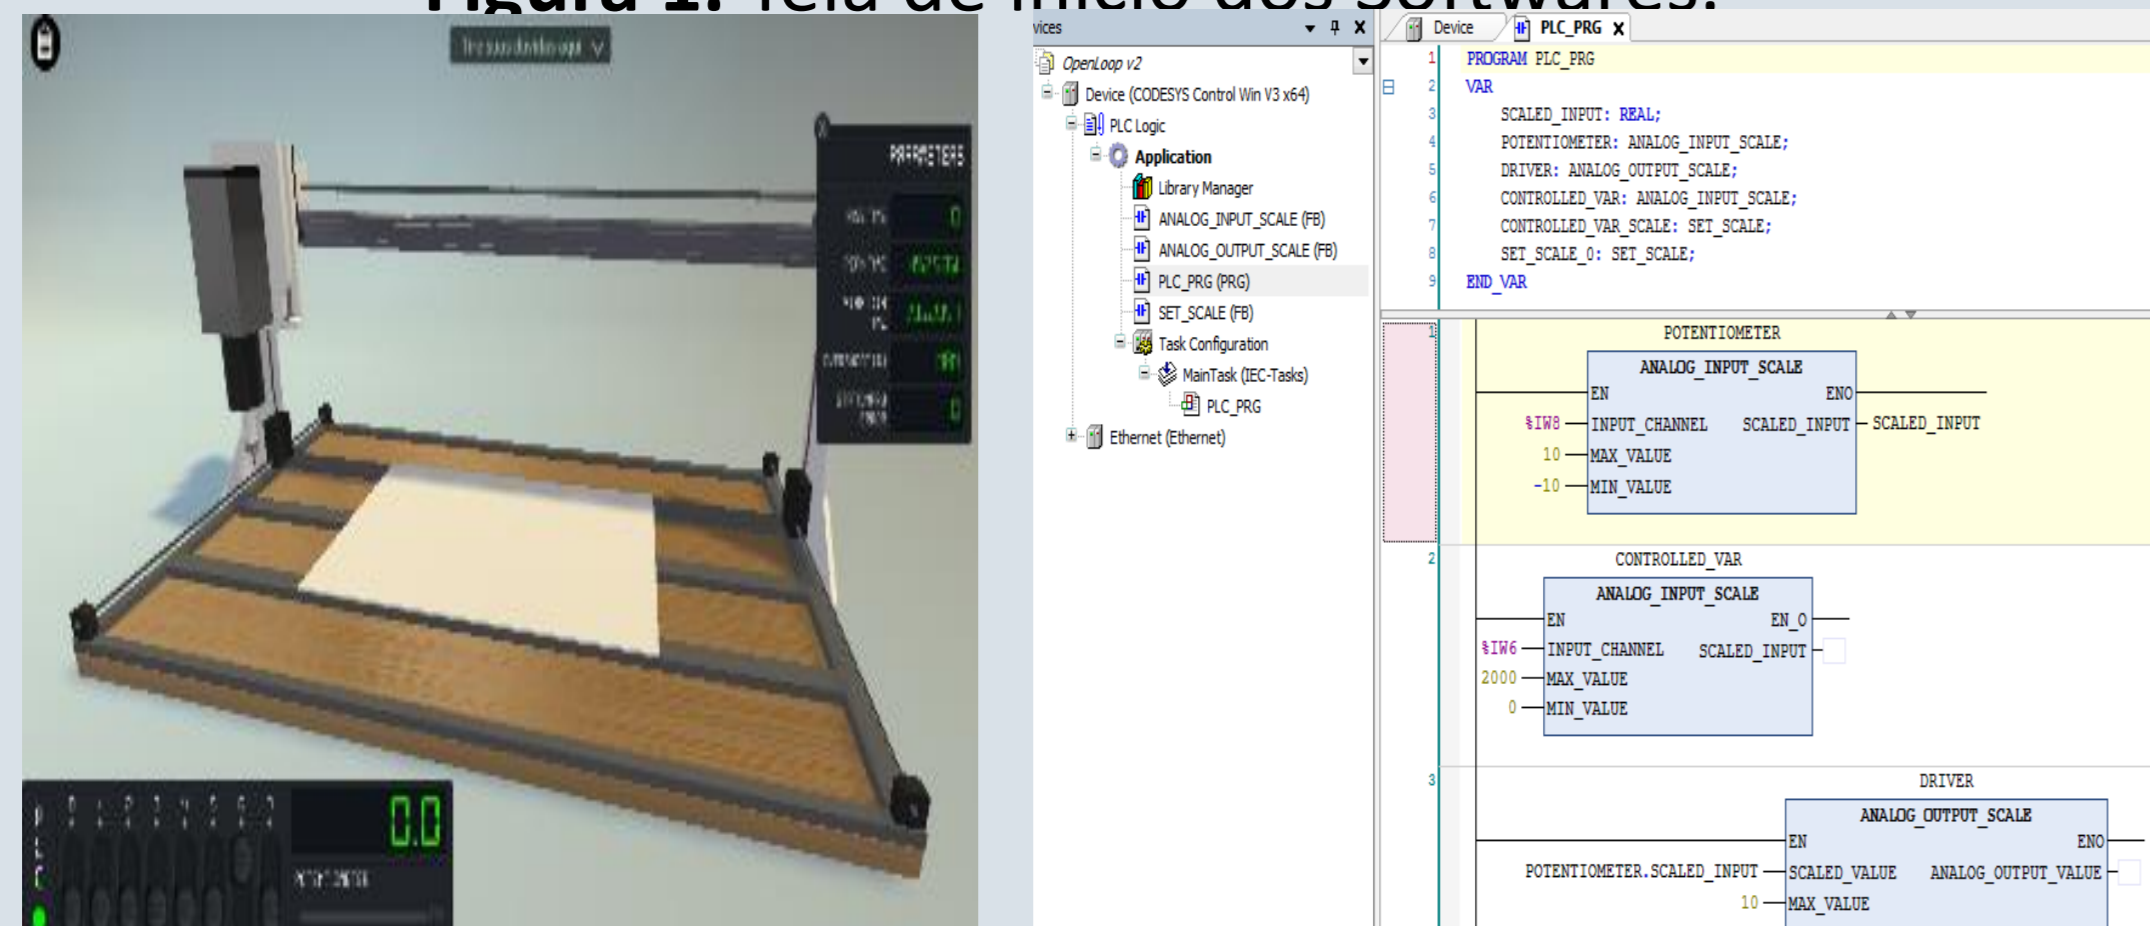 Figura 1. Tela de início dos Softwares.
Tire suas dúvidas aqui
PARAMETERS
0
0
0.0
POTENTIOMETER
vices
OpenLoop v2
Device (CODESYS Control Win V3 x64)
PLC Logic
Application
Library Manager
ANALOG_INPUT_SCALE (FB)
ANALOG_OUTPUT_SCALE (FB)
PLC_PRG (PRG)
SET_SCALE (FB)
Task Configuration
MainTask (IEC-Tasks)
PLC_PRG
Ethernet (Ethernet)
Device
PLC_PRG X
1 PROGRAM PLC_PRG
2 VAR
3 SCALED_INPUT: REAL;
4 POTENTIOMETER: ANALOG_INPUT_SCALE;
5 DRIVER: ANALOG_OUTPUT_SCALE;
6 CONTROLLED_VAR: ANALOG_INPUT_SCALE;
7 CONTROLLED_VAR_SCALE: SET_SCALE;
8 SET_SCALE_0: SET_SCALE;
9 END_VAR
1
POTENTIOMETER
ANALOG_INPUT_SCALE
EN ENO
%IW8 INPUT_CHANNEL SCALED_INPUT SCALED_INPUT
10 MAX_VALUE
-10 MIN_VALUE
2
CONTROLLED_VAR
ANALOG_INPUT_SCALE
EN EN_O
%IW6 INPUT_CHANNEL SCALED_INPUT
2000 MAX_VALUE
0 MIN_VALUE
3
DRIVER
ANALOG_OUTPUT_SCALE
EN ENO
POTENTIOMETER.SCALED_INPUT SCALED_VALUE ANALOG_OUTPUT_VALUE
10 MAX_VALUE